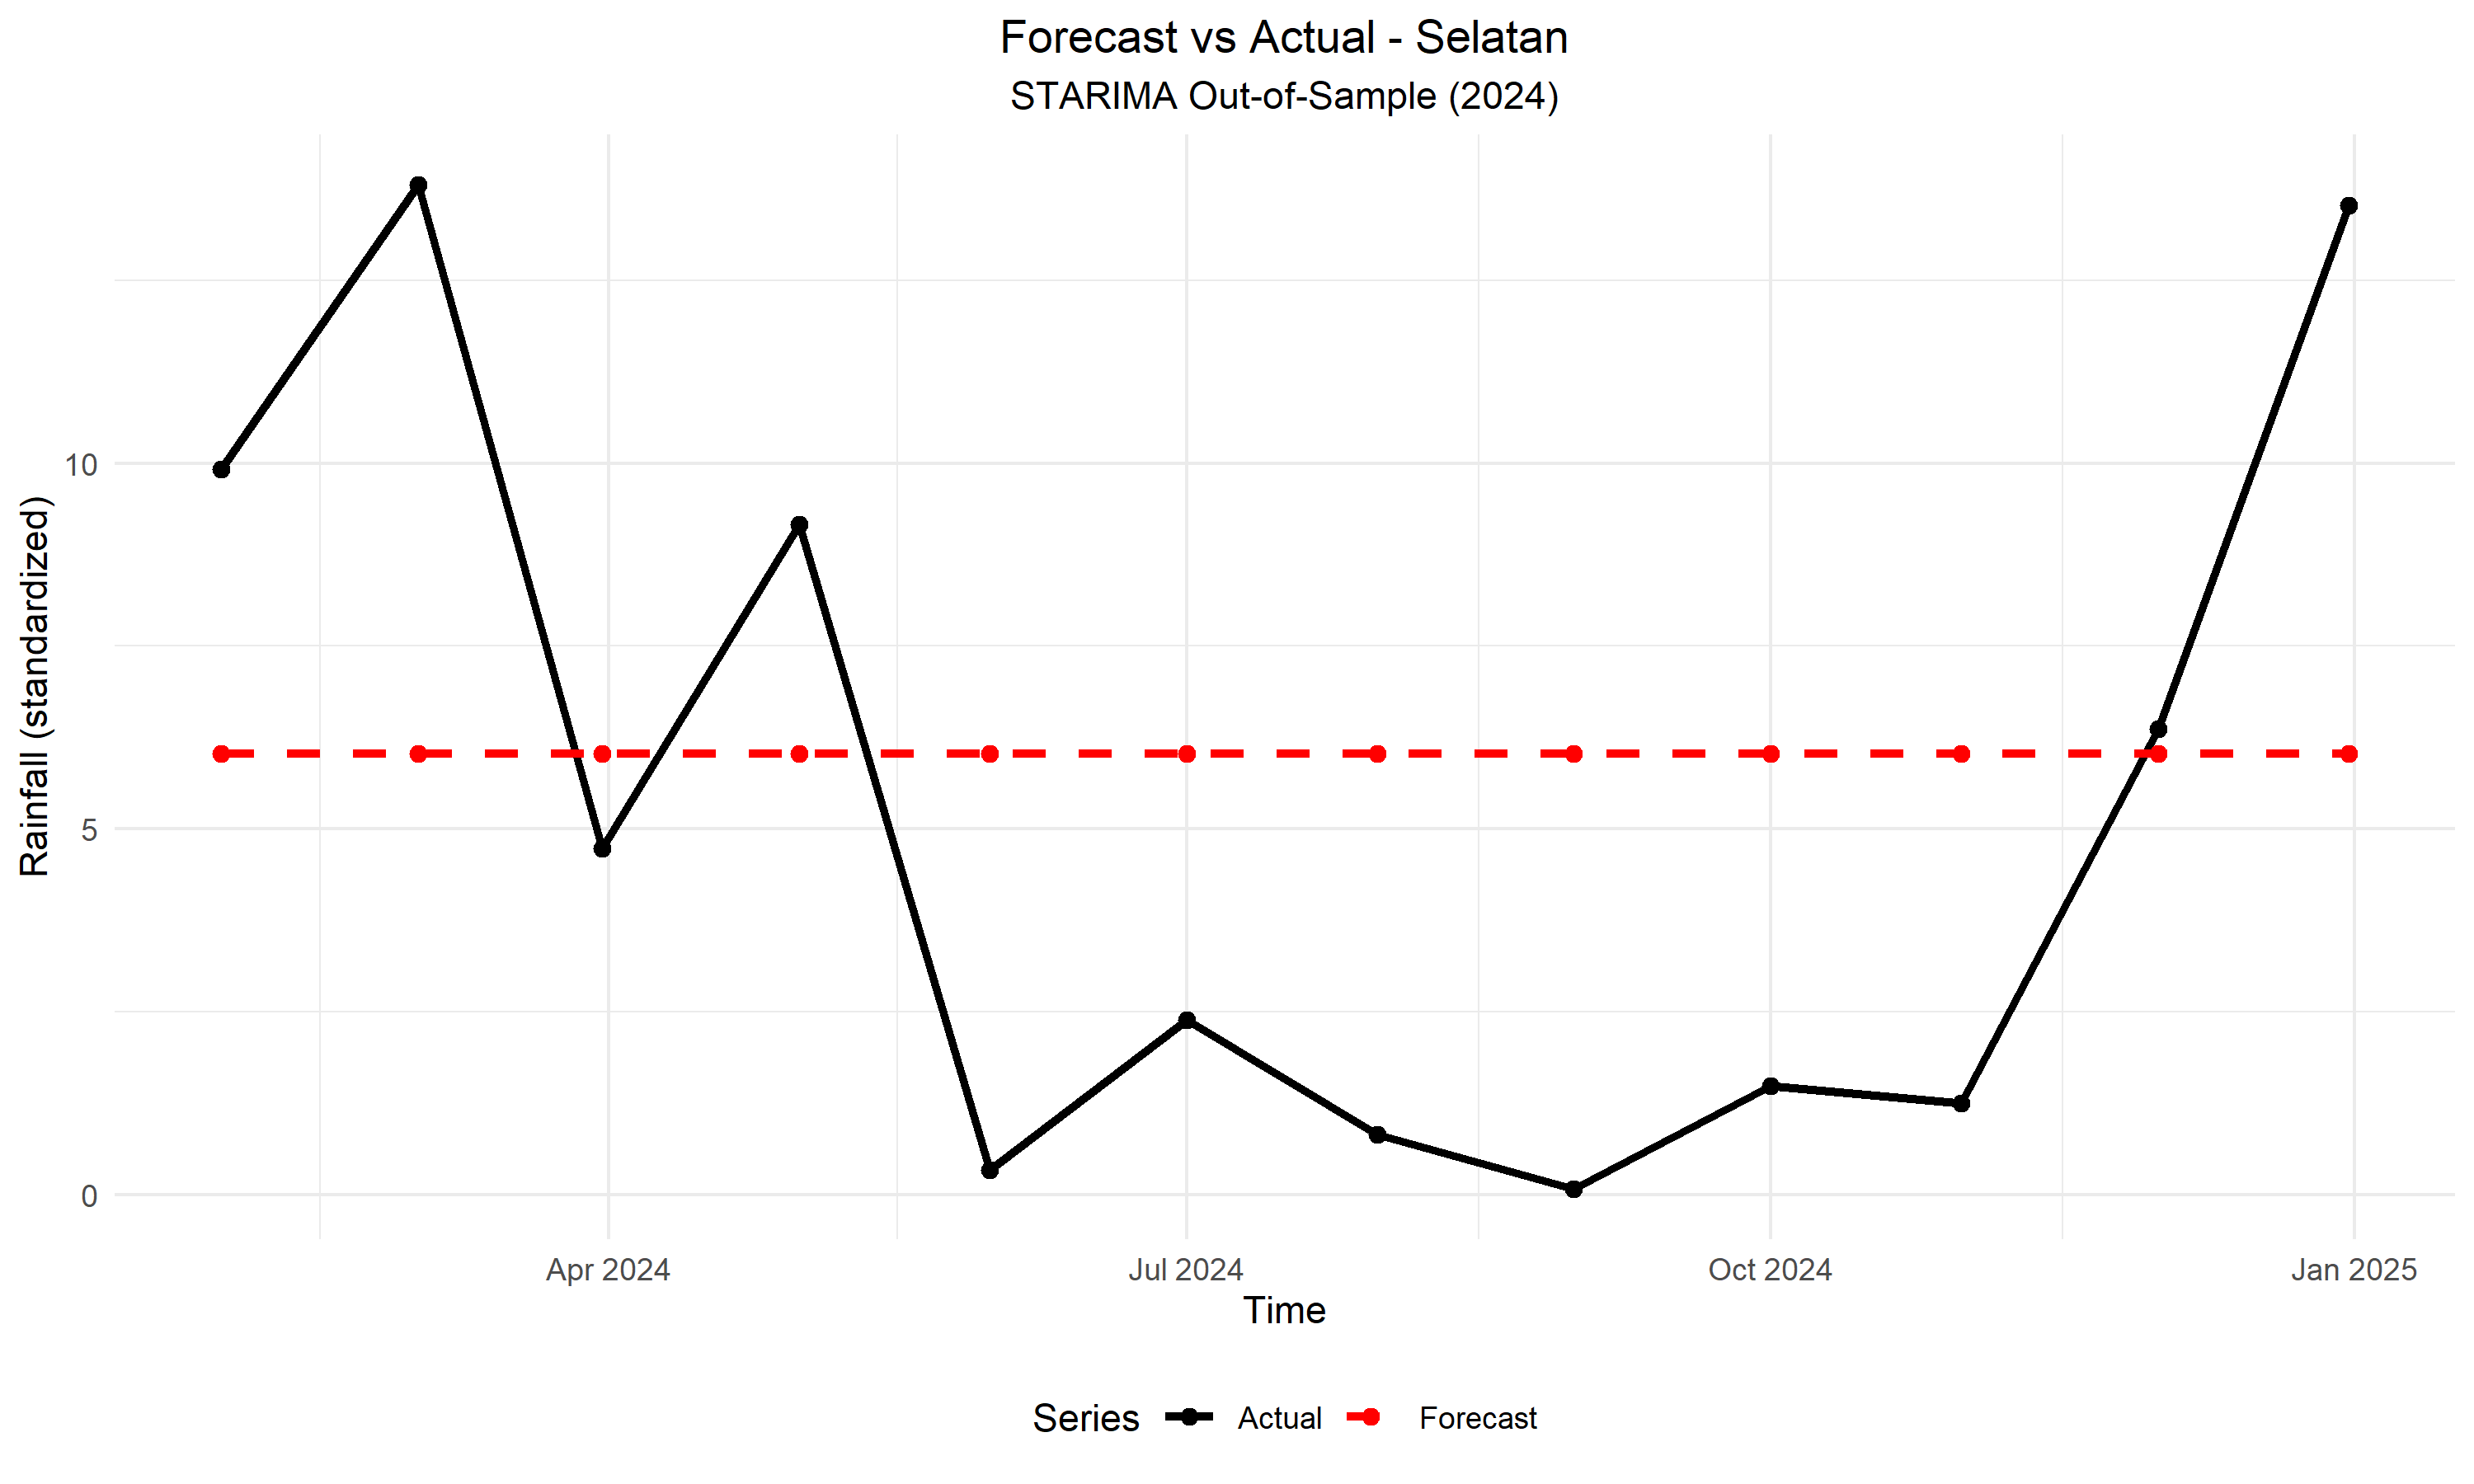 Forecast vs Actual - Selatan
STARIMA Out-of-Sample (2024)
Rainfall (standardized)
10
5
0
Apr 2024
Jul 2024
Oct 2024
Jan 2025
Time
Series
Actual
Forecast